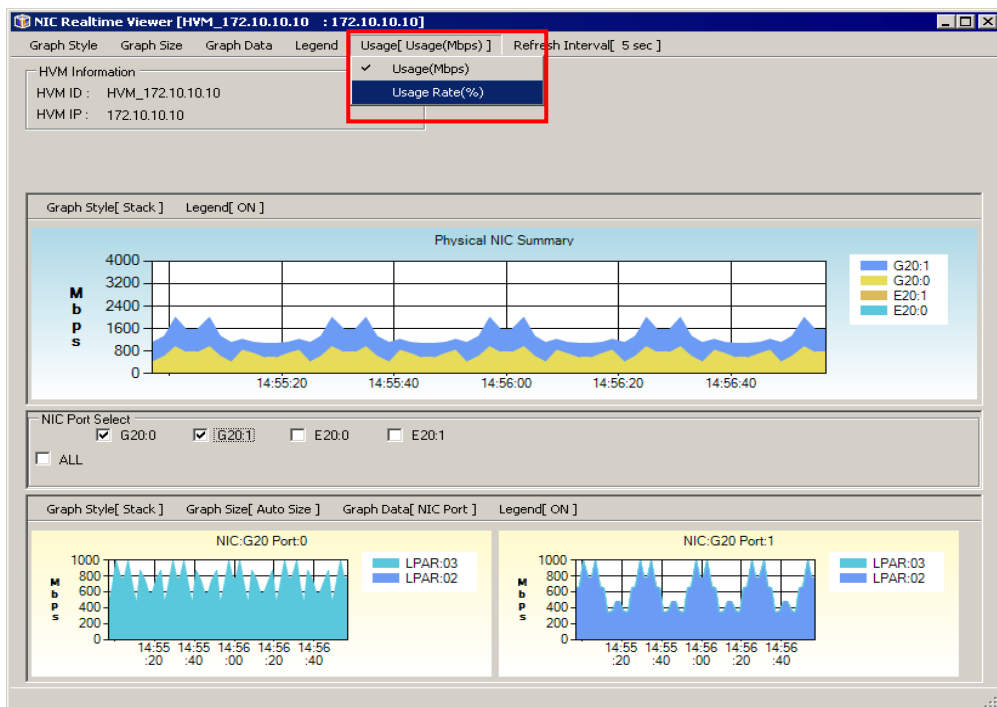 NIC Realtime Viewer [HVM_172.10.10.10 : 172.10.10.10]
Graph Style Graph Size Graph Data Legend Usage[ Usage(Mbps) ] Refresh Interval[ 5 sec ]
✓ Usage(Mbps)
Usage Rate(%)
HVM Information
HVM ID : HVM_172.10.10.10
HVM IP : 172.10.10.10
Graph Style[ Stack ] Legend[ ON ]
Physical NIC Summary
Mbps
4000
3200
2400
1600
800
0
14:55:20 14:55:40 14:56:00 14:56:20 14:56:40
G20:1
G20:0
E20:1
E20:0
NIC Port Select
G20:0 G20:1 E20:0 E20:1
ALL
Graph Style[ Stack ] Graph Size[ Auto Size ] Graph Data[ NIC Port ] Legend[ ON ]
NIC:G20 Port:0
Mbps
1000
800
600
400
200
0
14:55:20 14:55:40 14:56:00 14:56:20 14:56:40
LPAR:03
LPAR:02
NIC:G20 Port:1
Mbps
1000
800
600
400
200
0
14:55:20 14:55:40 14:56:00 14:56:20 14:56:40
LPAR:03
LPAR:02